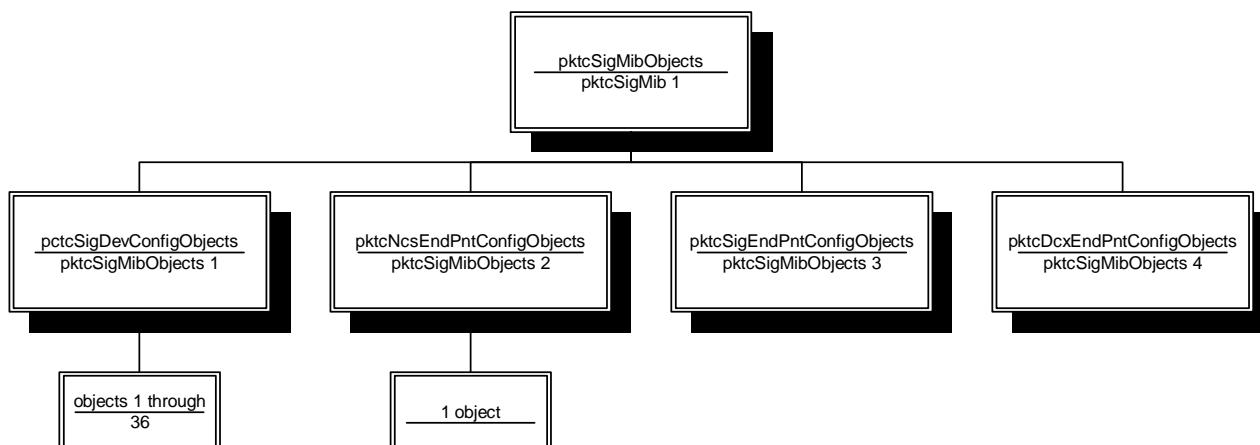 pktcSigMibObjects
pktcSigMib 1
pctcSigDevConfigObjects
pktcSigMibObjects 1
pktcNcsEndPntConfigObjects
pktcSigMibObjects 2
pktcSigEndPntConfigObjects
pktcSigMibObjects 3
pktcDcxEndPntConfigObjects
pktcSigMibObjects 4
objects 1 through
36
1 object